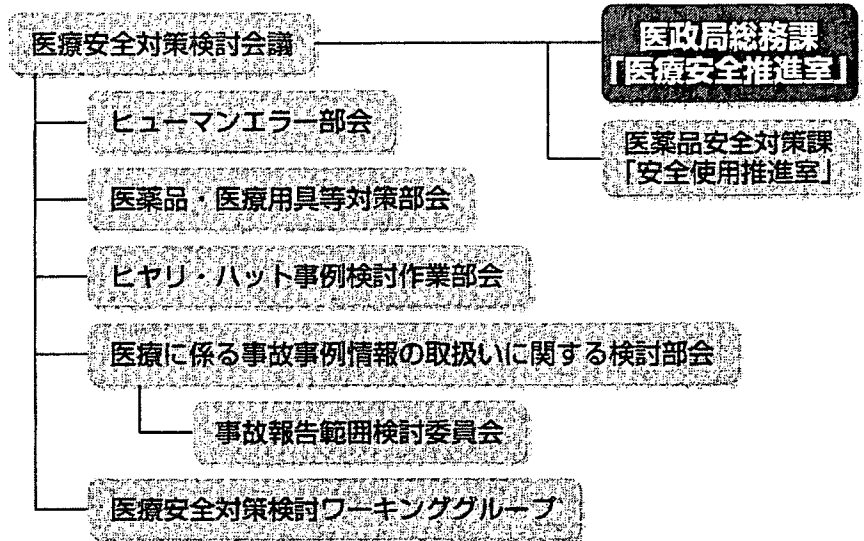 医療安全対策検討会議
医政局総務課
「医療安全推進室」
医薬品安全対策課
「安全使用推進室」
ヒューマンエラー部会
医薬品・医療用具等対策部会
ヒヤリ・ハット事例検討作業部会
医療に係る事故事例情報の取扱いに関する検討部会
事故報告範囲検討委員会
医療安全対策検討ワーキンググループ